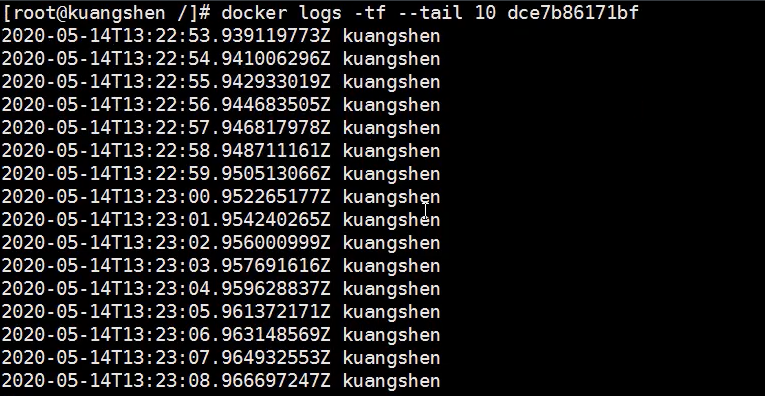 [root@kuangshen /]# docker logs -tf --tail 10 dce7b86171bf
2020-05-14T13:22:53.939119773Z kuangshen
2020-05-14T13:22:54.941006296Z kuangshen
2020-05-14T13:22:55.942933019Z kuangshen
2020-05-14T13:22:56.944683505Z kuangshen
2020-05-14T13:22:57.946817978Z kuangshen
2020-05-14T13:22:58.948711161Z kuangshen
2020-05-14T13:22:59.950513066Z kuangshen
2020-05-14T13:23:00.952265177Z kuangshen
2020-05-14T13:23:01.954240265Z kuangshen
2020-05-14T13:23:02.956000999Z kuangshen
2020-05-14T13:23:03.957691616Z kuangshen
2020-05-14T13:23:04.959628837Z kuangshen
2020-05-14T13:23:05.961372171Z kuangshen
2020-05-14T13:23:06.963148569Z kuangshen
2020-05-14T13:23:07.964932553Z kuangshen
2020-05-14T13:23:08.966697247Z kuangshen